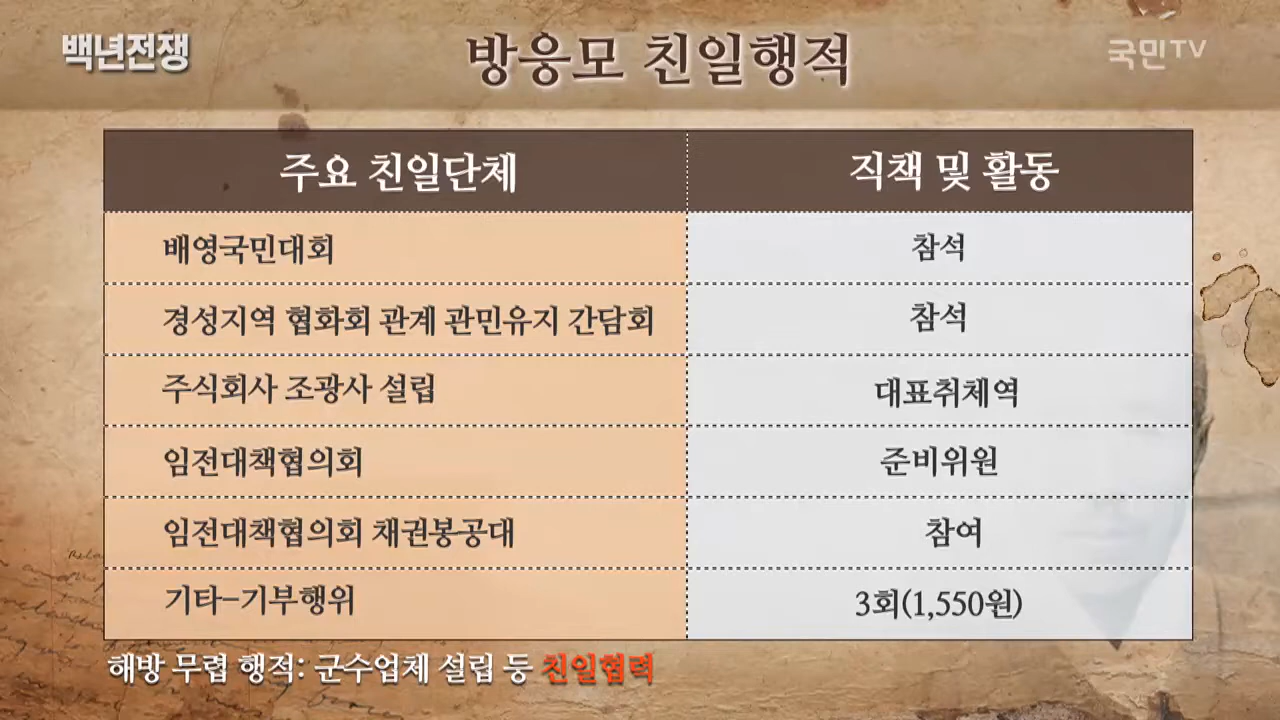 백년전쟁
방응모 친일행적
국민TV
주요 친일단체 직책 및 활동
배영국민대회 참석
경성지역 협화회 관계 관민유지 간담회 참석
주식회사 조광사 설립 대표취체역
임전대책협의회 준비위원
임전대책협의회 채권봉공대 참여
기타-기부행위 3회(1,550원)
해방 무렵 행적: 군수업체 설립 등 친일협력